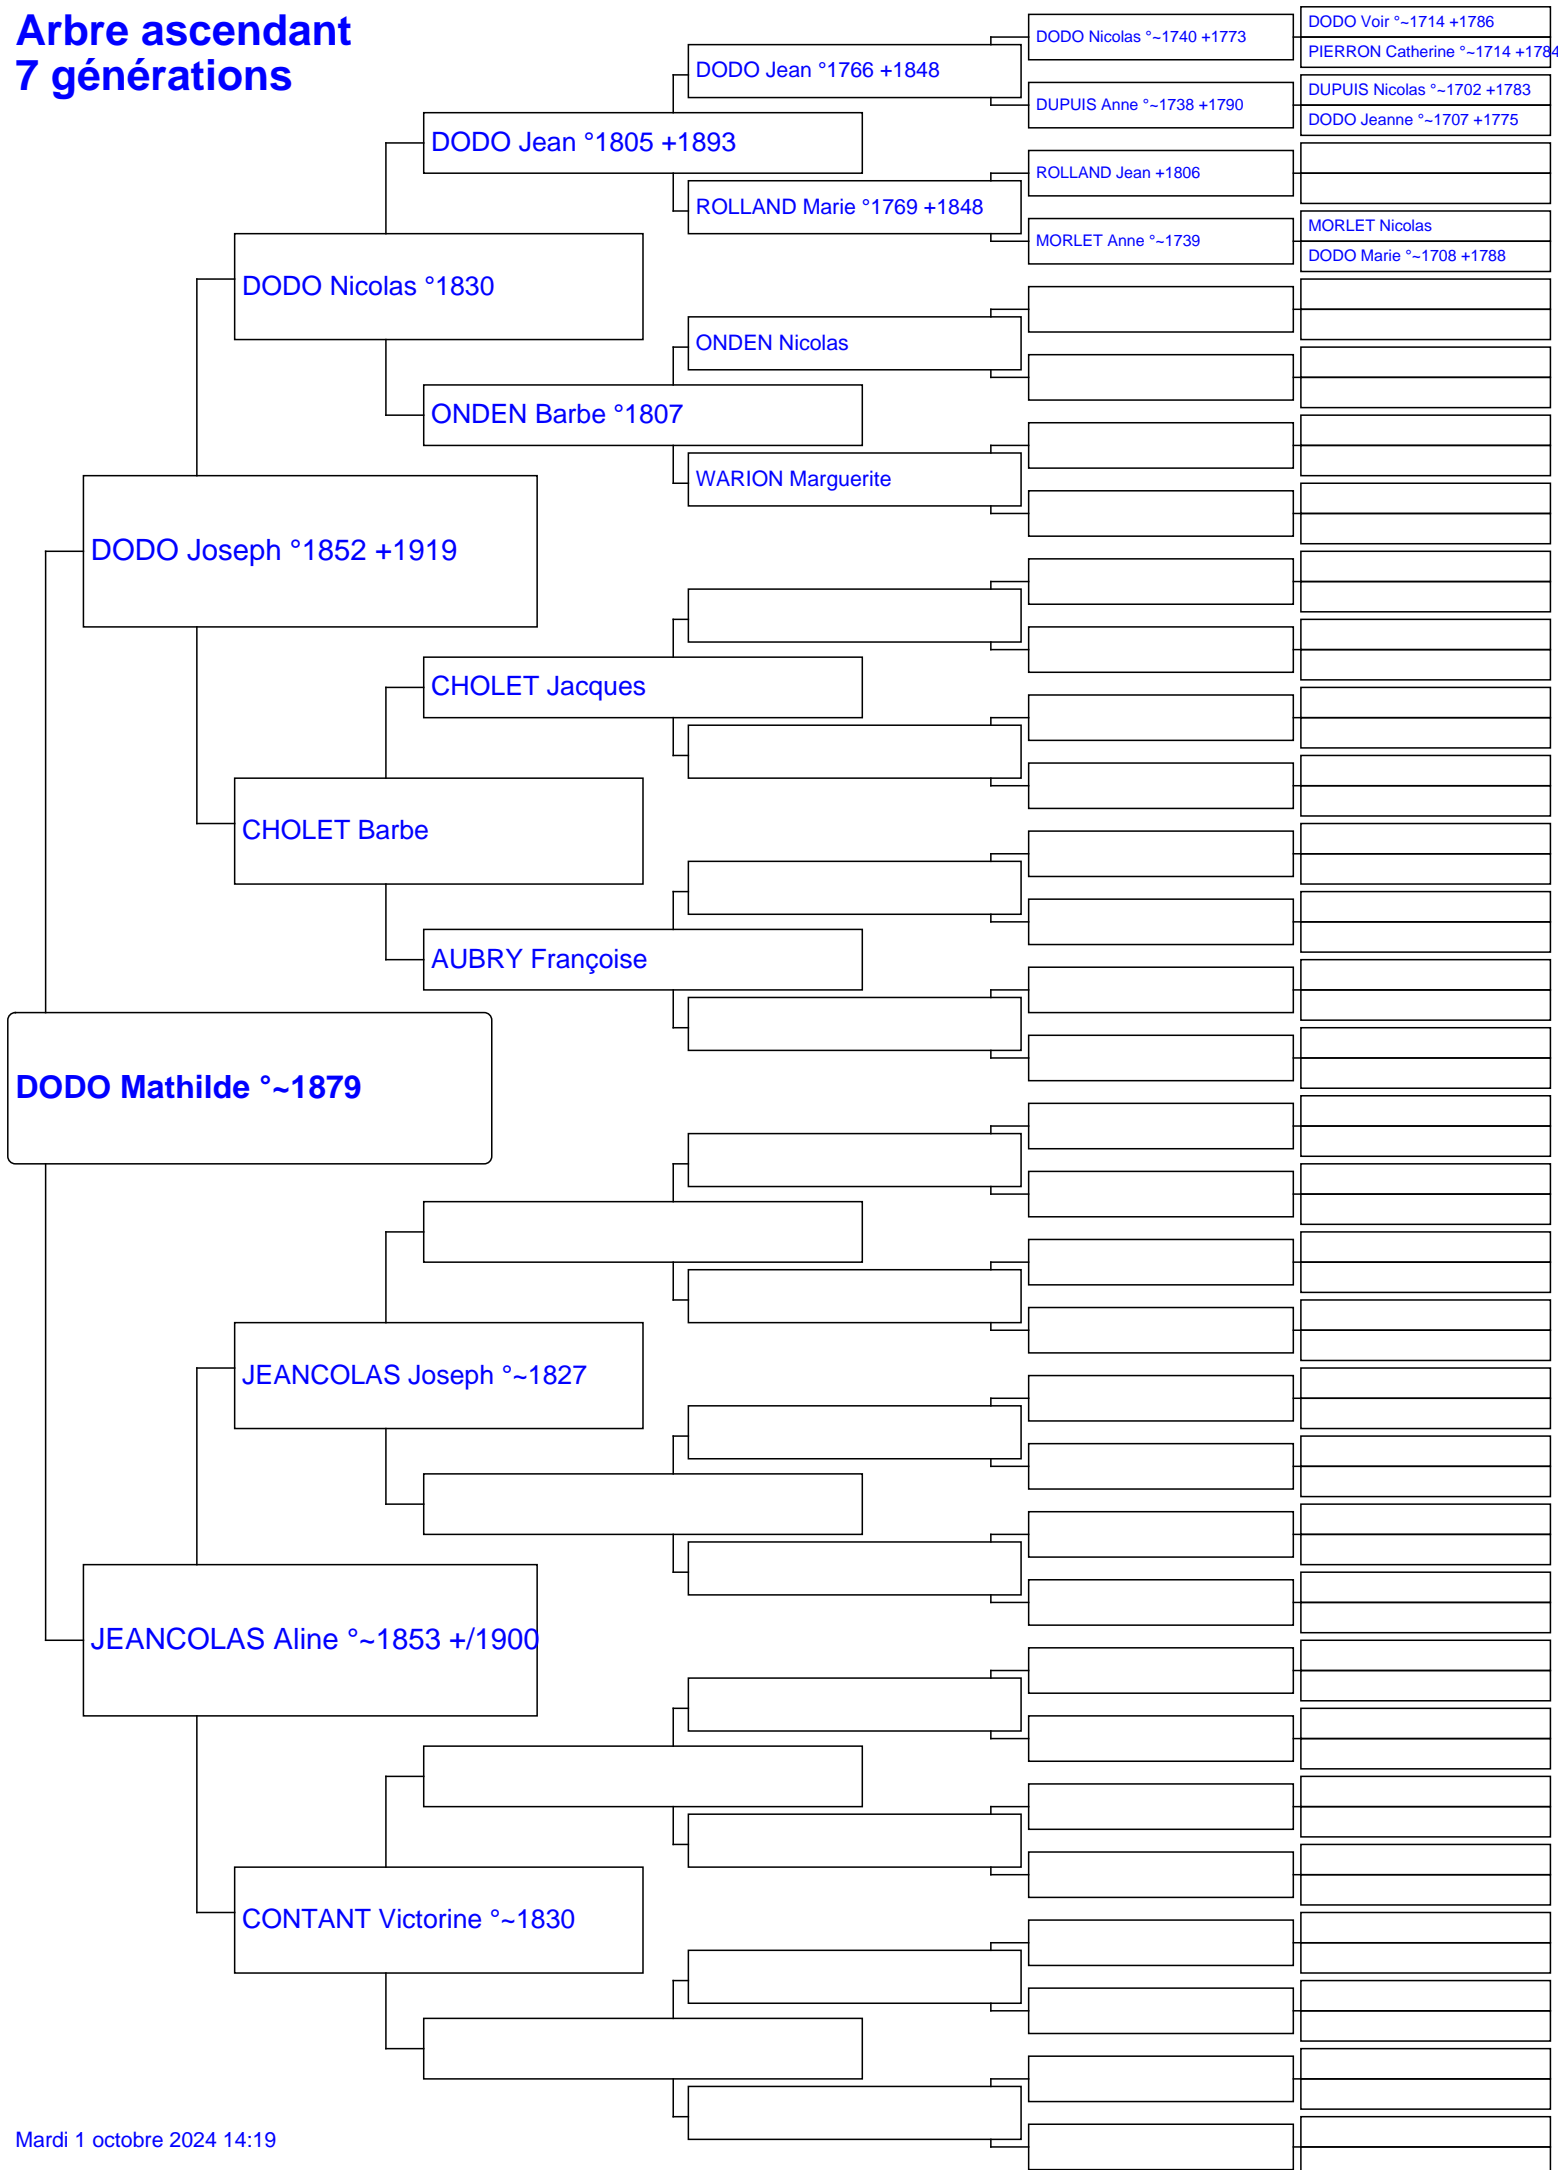 Arbre ascendant
7 générations
DODO Voir °~1714 +1786
DODO Nicolas °~1740 +1773
PIERRON Catherine °~1714 +1784
DODO Jean °1766 +1848
DUPUIS Nicolas °~1702 +1783
DUPUIS Anne °~1738 +1790
DODO Jeanne °~1707 +1775
DODO Jean °1805 +1893
ROLLAND Jean +1806
ROLLAND Marie °1769 +1848
MORLET Nicolas
MORLET Anne °~1739
DODO Marie °~1708 +1788
DODO Nicolas °1830
ONDEN Nicolas
ONDEN Barbe °1807
WARION Marguerite
DODO Joseph °1852 +1919
CHOLET Jacques
CHOLET Barbe
AUBRY Françoise
DODO Mathilde °~1879
JEANCOLAS Joseph °~1827
JEANCOLAS Aline °~1853 +/1900
CONTANT Victorine °~1830
Mardi 1 octobre 2024 14:19